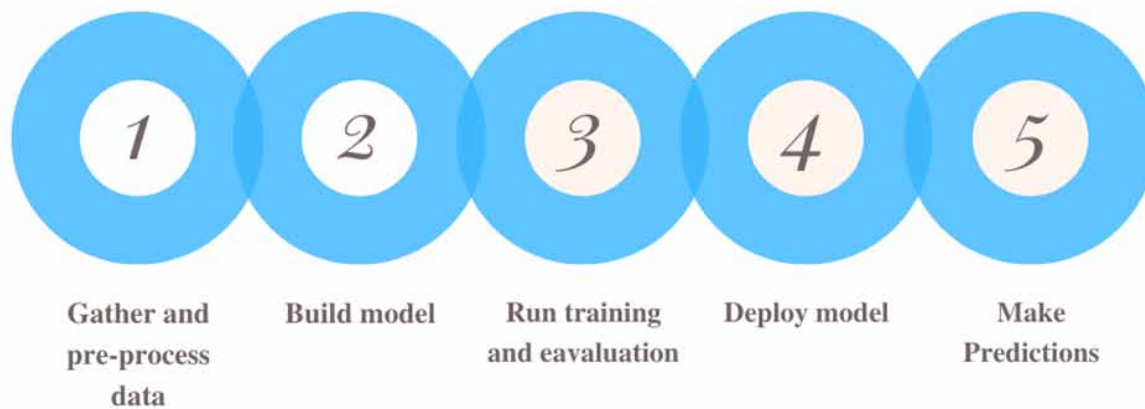 1
2
3
4
5
Gather and
pre-process
data
Build model
Run training
and eavaluation
Deploy model
Make
Predictions